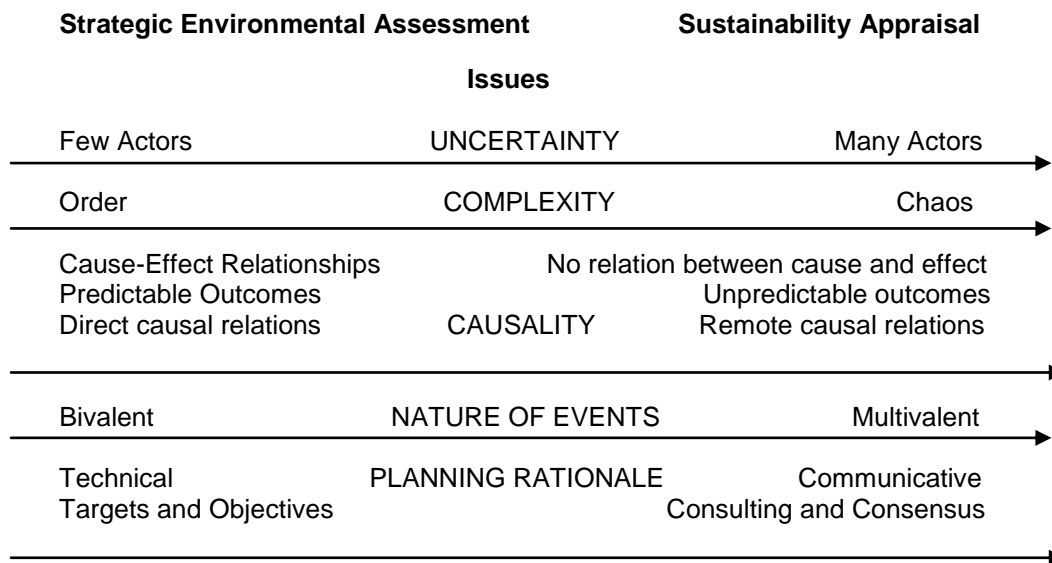 Strategic Environmental Assessment Sustainability Appraisal
Issues
Few Actors UNCERTAINTY Many Actors
Order COMPLEXITY Chaos
Cause-Effect Relationships No relation between cause and effect
Predictable Outcomes Unpredictable outcomes
Direct causal relations CAUSALITY Remote causal relations
Bivalent NATURE OF EVENTS Multivalent
Technical PLANNING RATIONALE Communicative
Targets and Objectives Consulting and Consensus